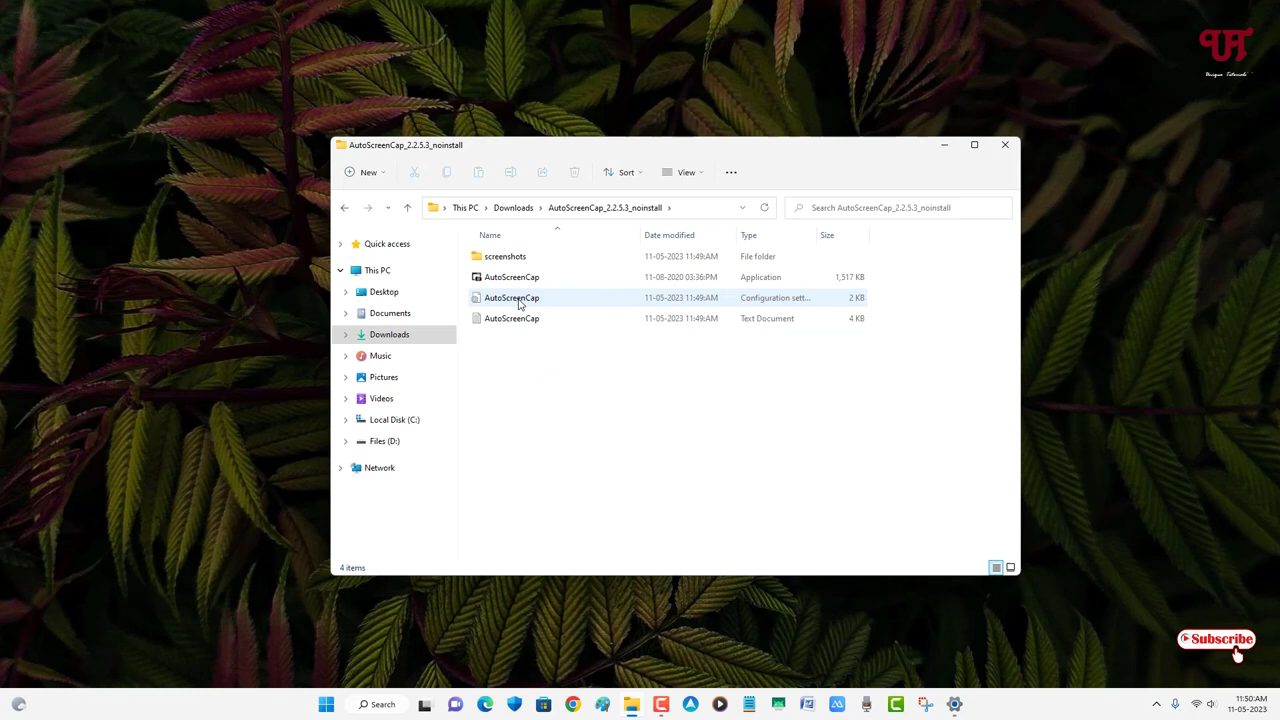 UT
Unique Tutorials
AutoScreenCap_2.2.5.3_noinstall
New
Sort
View
This PC
Downloads
AutoScreenCap_2.2.5.3_noinstall
Search AutoScreenCap_2.2.5.3_noinstall
Name
Date modified
Type
Size
Quick access
This PC
Desktop
Documents
Downloads
Music
Pictures
Videos
Local Disk (C:)
Files (D:)
Network
screenshots 11-05-2023 11:49:AM File folder
AutoScreenCap 11-08-2020 03:36:PM Application 1,517 KB
AutoScreenCap 11-05-2023 11:49:AM Configuration sett... 2 KB
AutoScreenCap 11-05-2023 11:49:AM Text Document 4 KB
4 items
Subscribe
Search
11:50:AM
11-05-2023